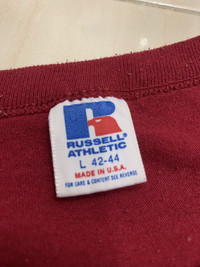 RUSSELL®
ATHLETIC
L 42-44
MADE IN U.S.A.
FOR CARE & CONTENT SEE REVERSE